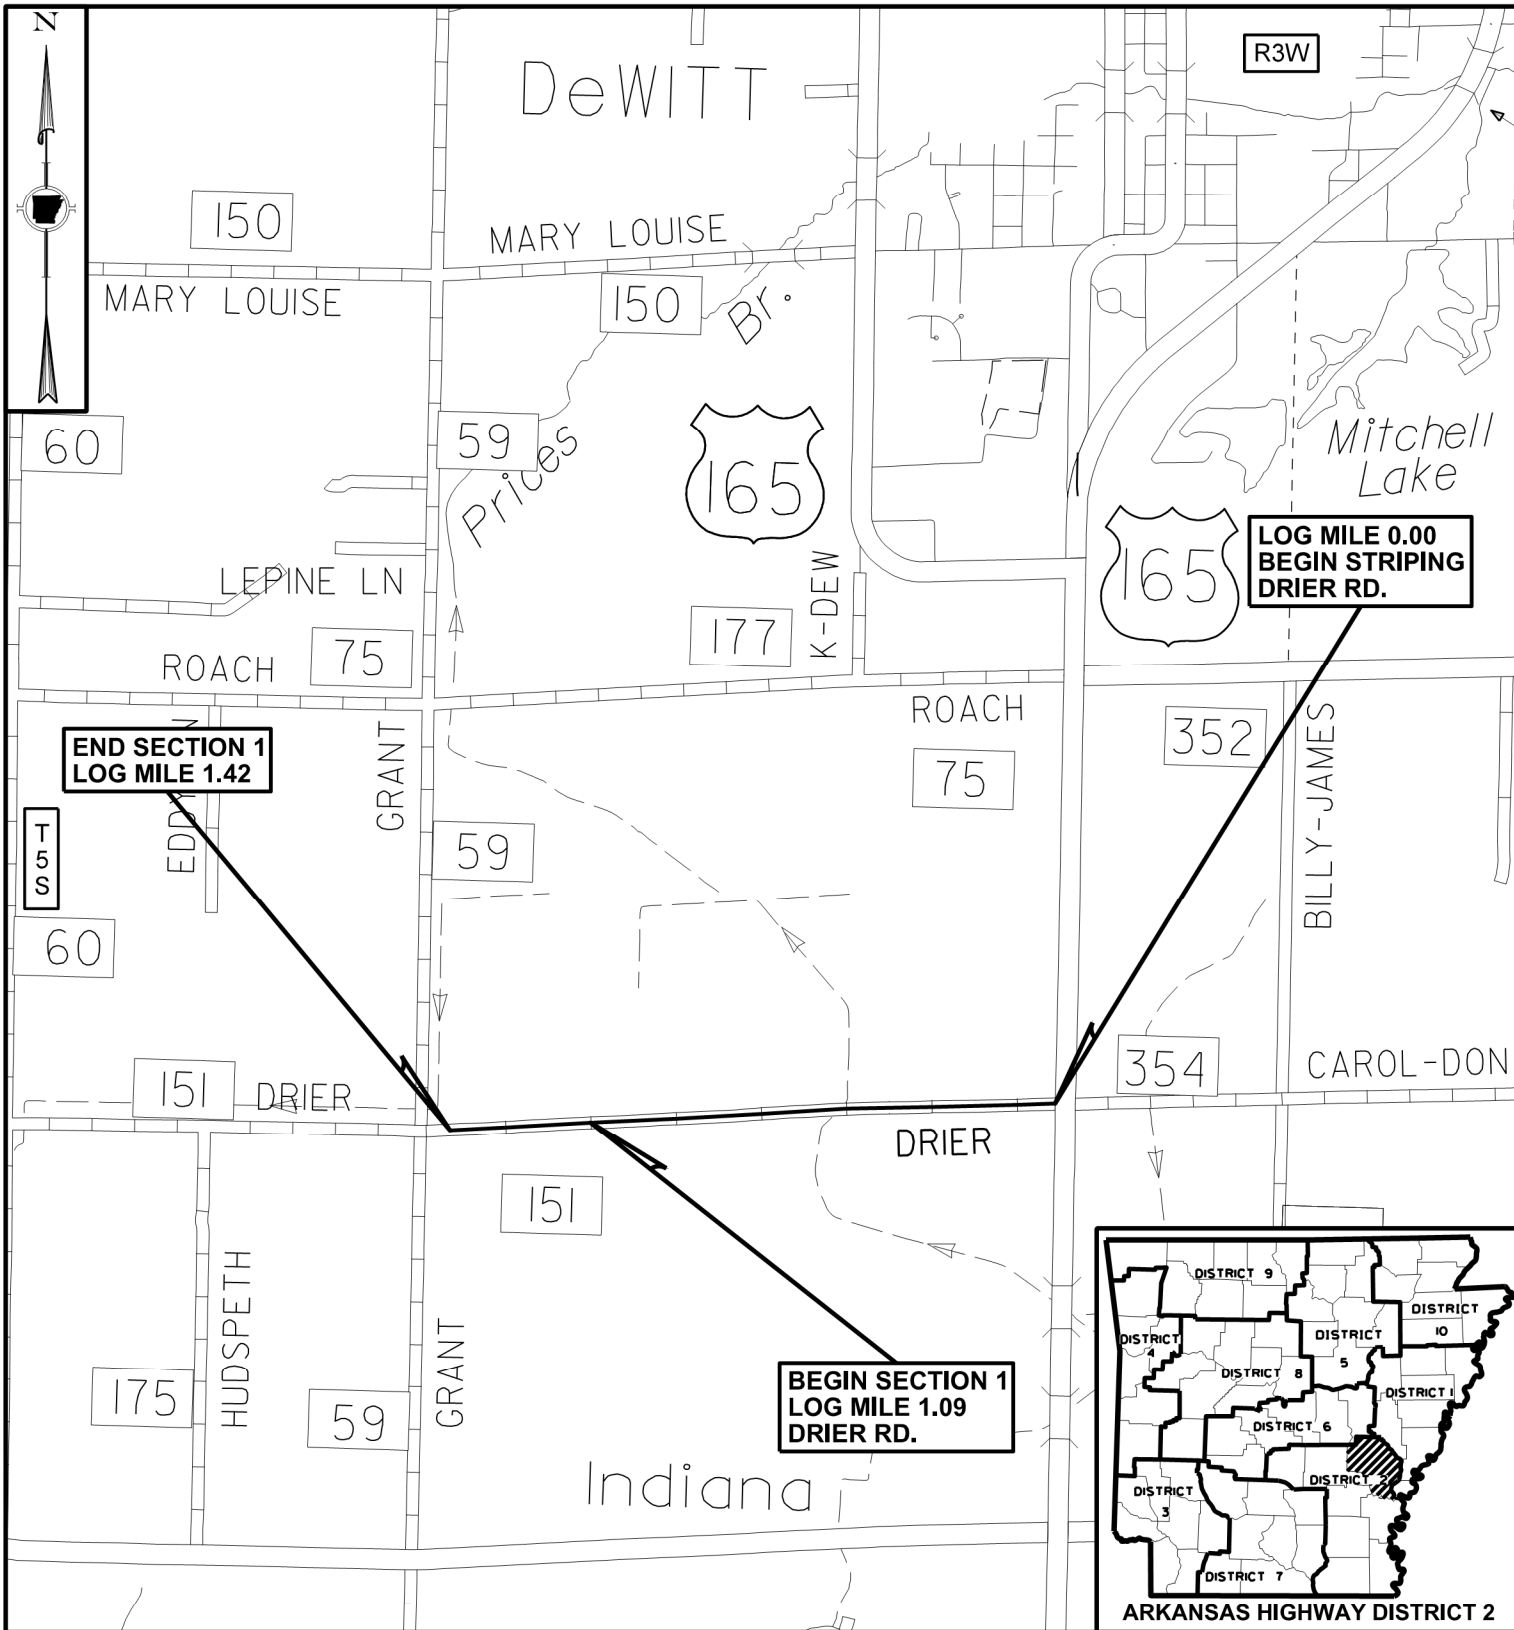 N
DeWITT
R3W
150
MARY LOUISE
MARY LOUISE
150
Prices Br.
60
59
165
Mitchell
Lake
165
LOG MILE 0.00
BEGIN STRIPING
DRIER RD.
LEPINE LN
K-DEW
177
75
ROACH
ROACH
352
BILLY-JAMES
END SECTION 1
LOG MILE 1.42
GRANT
75
T
5
S
59
60
151
DRIER
354
CAROL-DON
DRIER
151
HUDSPETH
GRANT
175
59
BEGIN SECTION 1
LOG MILE 1.09
DRIER RD.
Indiana
DISTRICT 9
DISTRICT
10
DISTRICT
4
DISTRICT
5
DISTRICT 8
DISTRICT 1
DISTRICT 6
DISTRICT 2
DISTRICT
3
DISTRICT 7
ARKANSAS HIGHWAY DISTRICT 2